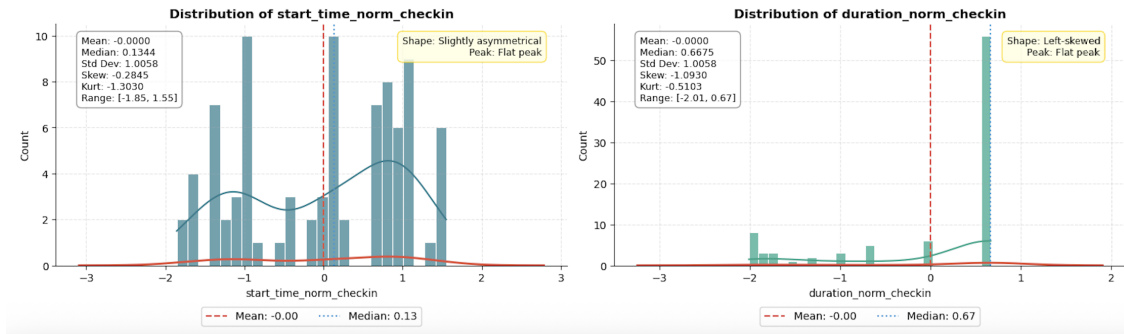 Distribution of start_time_norm_checkin
Mean: -0.0000
Median: 0.1344
Std Dev: 1.0058
Skew: -0.2845
Kurt: -1.3030
Range: [-1.85, 1.55]
Shape: Slightly asymmetrical
Peak: Flat peak
Count
10
8
6
4
2
0
−3
−2
−1
0
1
2
3
start_time_norm_checkin
Mean: -0.00
Median: 0.13
Distribution of duration_norm_checkin
Mean: -0.0000
Median: 0.6675
Std Dev: 1.0058
Skew: -1.0930
Kurt: -0.5103
Range: [-2.01, 0.67]
Shape: Left-skewed
Peak: Flat peak
Count
50
40
30
20
10
0
−3
−2
−1
0
1
2
duration_norm_checkin
Mean: -0.00
Median: 0.67